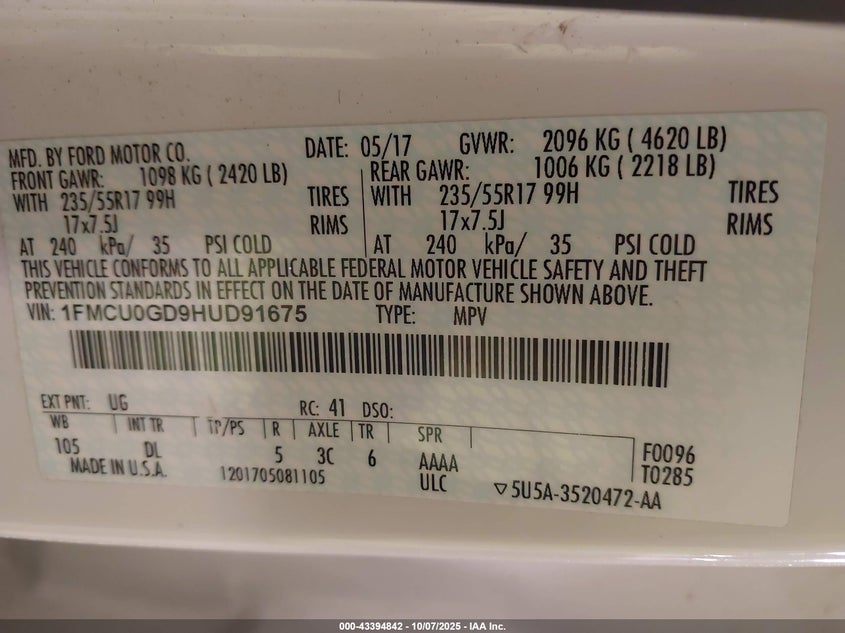 MFD. BY FORD MOTOR CO. DATE: 05/17 GVWR: 2096 KG ( 4620 LB)
FRONT GAWR: 1098 KG ( 2420 LB) REAR GAWR: 1006 KG ( 2218 LB)
WITH 235/55R17 99H TIRES WITH 235/55R17 99H TIRES
17x7.5J RIMS 17x7.5J RIMS
AT 240 kPa/ 35 PSI COLD AT 240 kPa/ 35 PSI COLD
THIS VEHICLE CONFORMS TO ALL APPLICABLE FEDERAL MOTOR VEHICLE SAFETY AND THEFT
PREVENTION STANDARDS IN EFFECT ON THE DATE OF MANUFACTURE SHOWN ABOVE.
VIN: 1FMCU0GD9HUD91675 TYPE: MPV
EXT PNT: UG RC: 41 DSO:
WB INT TR TP/PS R AXLE TR SPR
105 DL 5 3C 6 AAAA F0096
MADE IN U.S.A. 1201705081105 ULC T0285
5U5A-3520472-AA
000-43394842 - 10/07/2025 - IAA Inc.